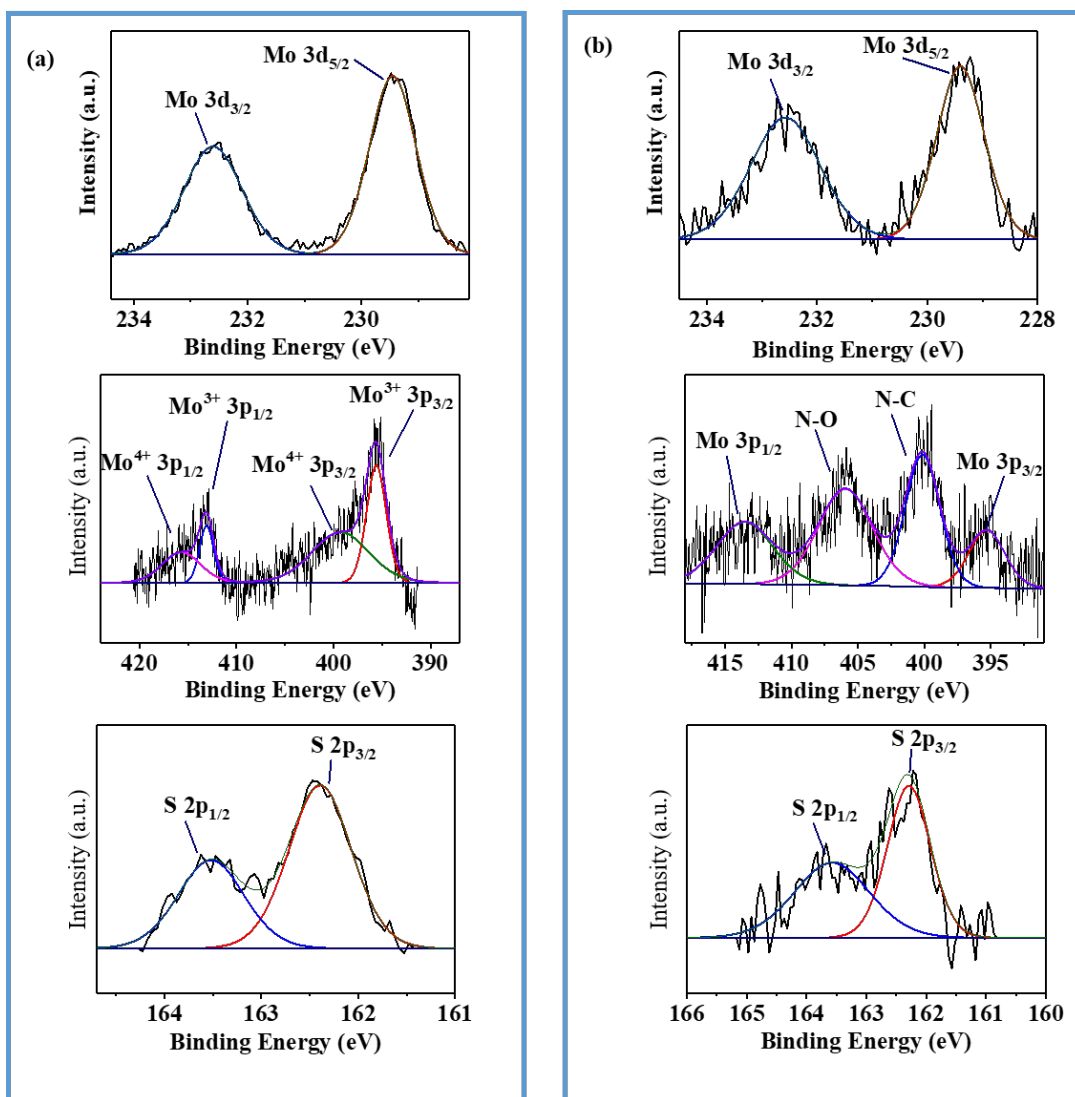 (a)
Mo 3d5/2
Mo 3d3/2
Intensity (a.u.)
234 232 230
Binding Energy (eV)
Mo3+ 3p3/2
Mo3+ 3p1/2
Mo4+ 3p1/2
Mo4+ 3p3/2
Intensity (a.u.)
420 410 400 390
Binding Energy (eV)
S 2p3/2
S 2p1/2
Intensity (a.u.)
164 163 162 161
Binding Energy (eV)
(b)
Mo 3d5/2
Mo 3d3/2
Intensity (a.u.)
234 232 230 228
Binding Energy (eV)
N-C
N-O
Mo 3p1/2
Mo 3p3/2
Intensity (a.u.)
415 410 405 400 395
Binding Energy (eV)
S 2p3/2
S 2p1/2
Intensity (a.u.)
166 165 164 163 162 161 160
Binding Energy (eV)